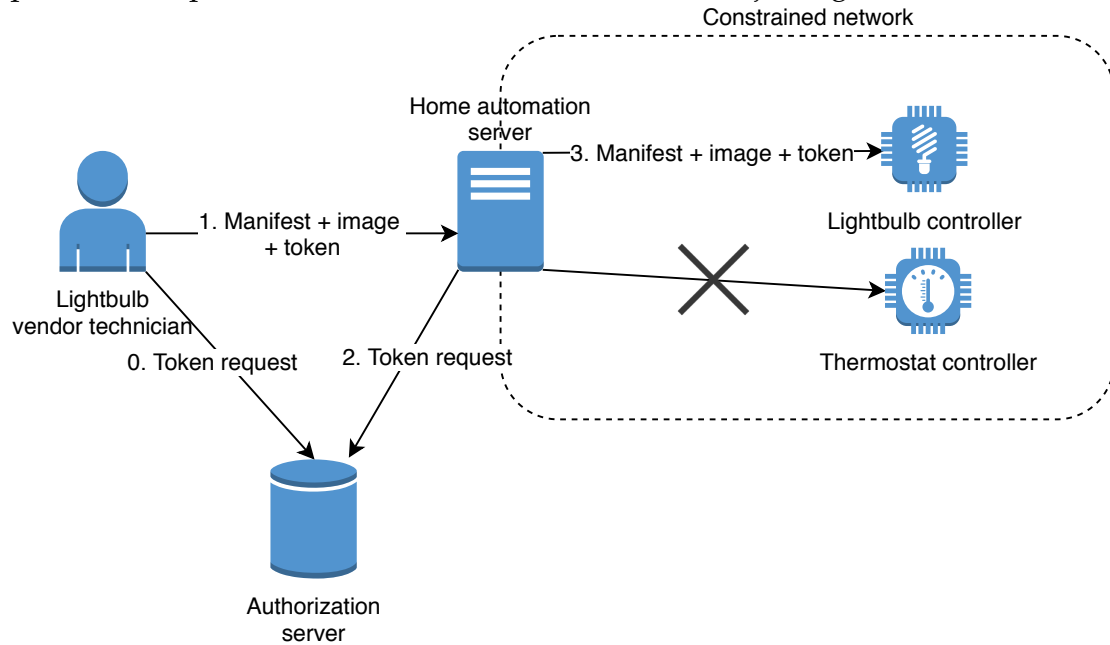 Constrained network
Home automation
server
3. Manifest + image + token
1. Manifest + image
+ token
Lightbulb controller
Lightbulb
vendor technician
0. Token request
2. Token request
Thermostat controller
Authorization
server